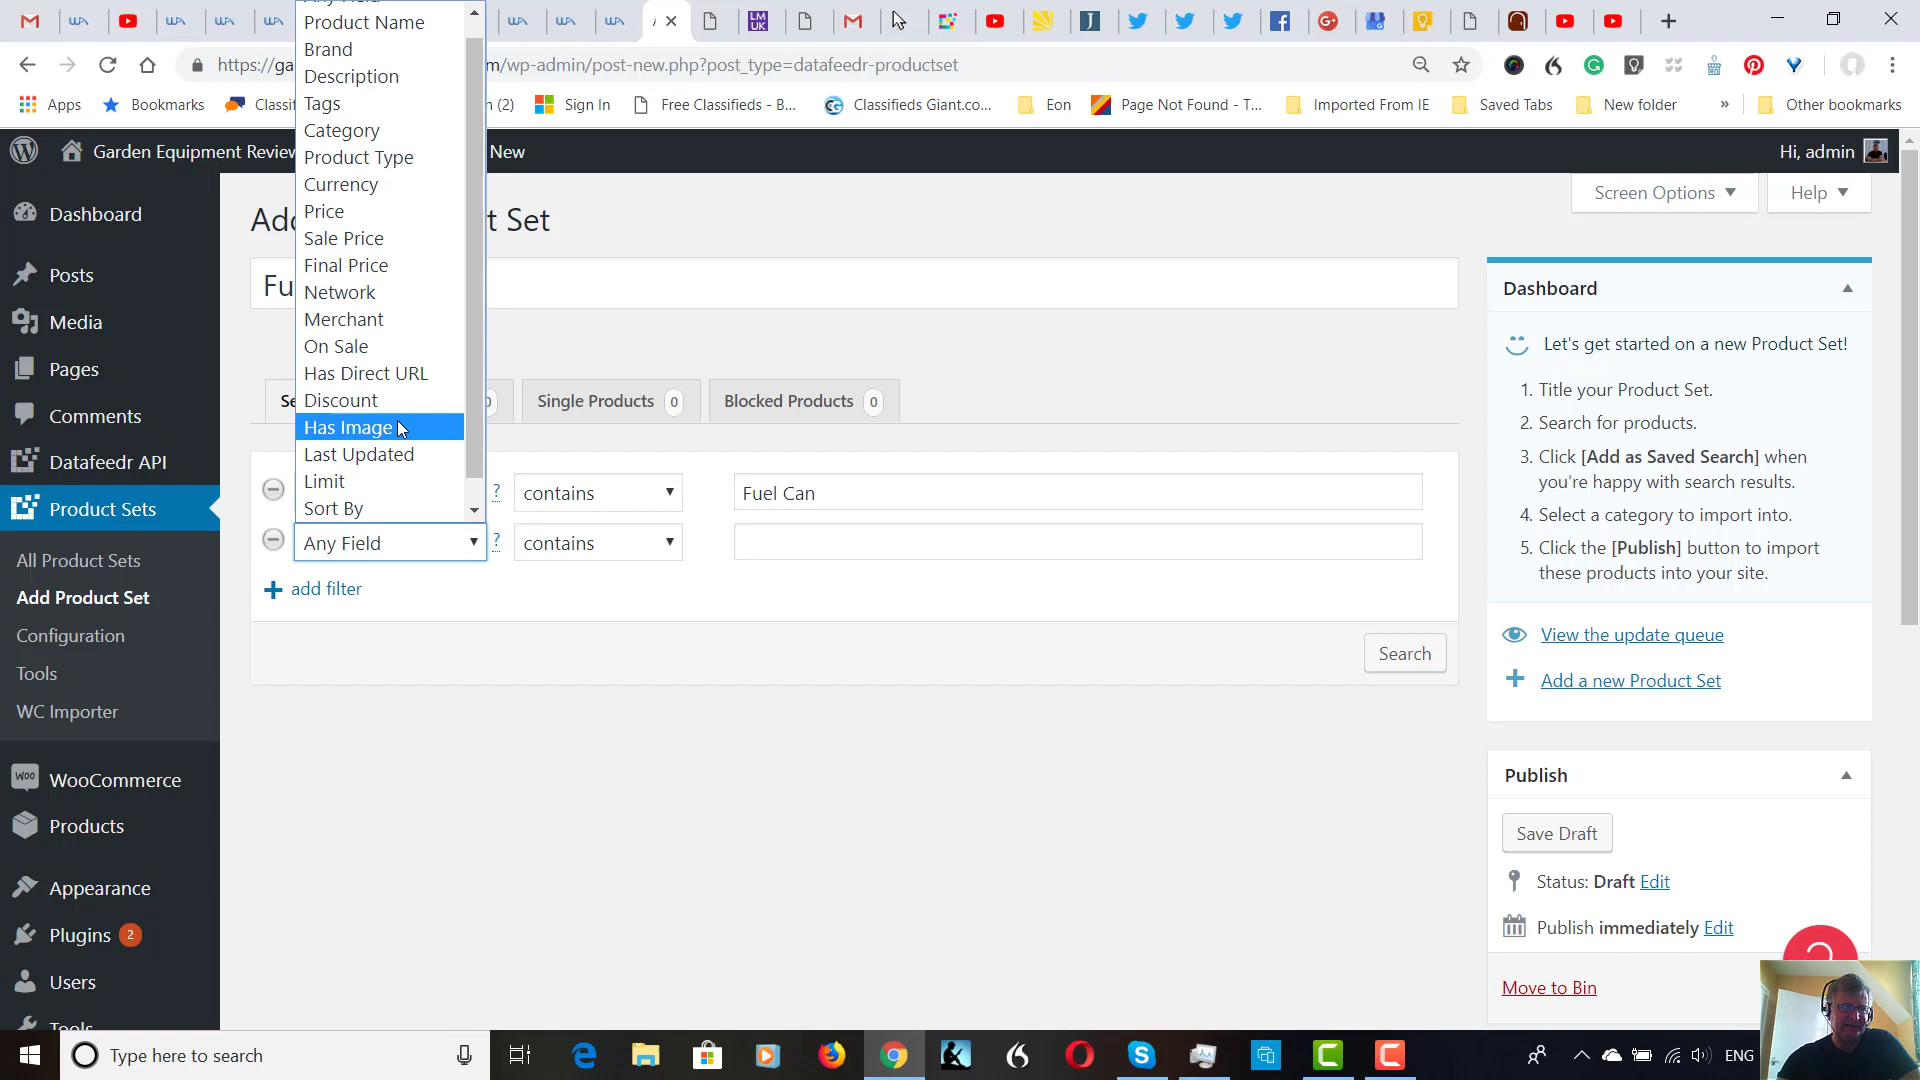 https://ga
m/wp-admin/post-new.php?post_type=datafeedr-productset
Apps
Bookmarks
Classif
n (2)
Sign In
Free Classifieds - B...
Classifieds Giant.co...
Eon
Page Not Found - T...
Imported From IE
Saved Tabs
New folder
»
Other bookmarks
Garden Equipment Review
New
Hi, admin
Screen Options
Help
Product Name
Brand
Description
Tags
Category
Product Type
Currency
Price
Sale Price
Final Price
Network
Merchant
On Sale
Has Direct URL
Discount
Has Image
Last Updated
Limit
Sort By
Dashboard
Posts
Media
Pages
Comments
Datafeedr API
Product Sets
All Product Sets
Add Product Set
Configuration
Tools
WC Importer
WooCommerce
Products
Appearance
Plugins 2
Users
Tools
Add
t Set
Fu
Se
0
Single Products 0
Blocked Products 0
? contains Fuel Can
Any Field ? contains
add filter
Search
Dashboard
Let's get started on a new Product Set!
1. Title your Product Set.
2. Search for products.
3. Click [Add as Saved Search] when
you're happy with search results.
4. Select a category to import into.
5. Click the [Publish] button to import
these products into your site.
View the update queue
Add a new Product Set
Publish
Save Draft
Status: Draft Edit
Publish immediately Edit
Move to Bin
Type here to search
ENG